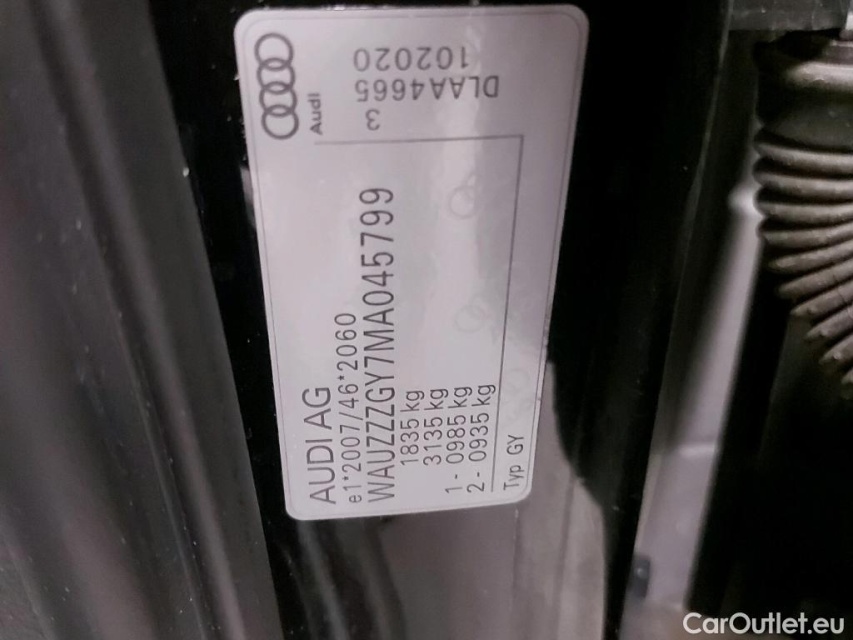 AUDI AG
e1*2007/46*2060
WAUZZZGY7MA045799
1835 kg
3135 kg
1- 0985 kg
2- 0935 kg
Typ GY
Audi
DLAA4665
102020
3
CarOutlet.eu